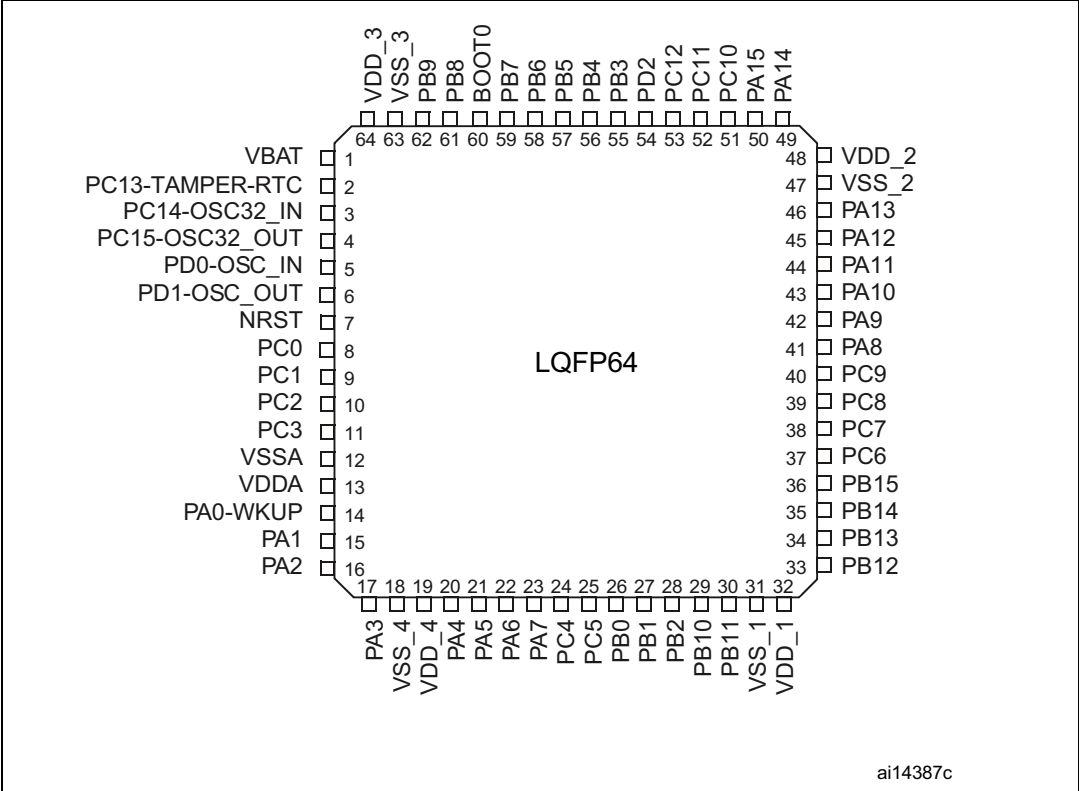 VDD_3
VSS_3
PB9
PB8
BOOT0
PB7
PB6
PB5
PB4
PB3
PD2
PC12
PC11
PC10
PA15
PA14
64 63 62 61 60 59 58 57 56 55 54 53 52 51 50 49
VBAT 1
PC13-TAMPER-RTC 2
PC14-OSC32_IN 3
PC15-OSC32_OUT 4
PD0-OSC_IN 5
PD1-OSC_OUT 6
NRST 7
PC0 8
PC1 9
PC2 10
PC3 11
VSSA 12
VDDA 13
PA0-WKUP 14
PA1 15
PA2 16
LQFP64
48 VDD_2
47 VSS_2
46 PA13
45 PA12
44 PA11
43 PA10
42 PA9
41 PA8
40 PC9
39 PC8
38 PC7
37 PC6
36 PB15
35 PB14
34 PB13
33 PB12
17 18 19 20 21 22 23 24 25 26 27 28 29 30 31 32
PA3
VSS_4
VDD_4
PA4
PA5
PA6
PA7
PC4
PC5
PB0
PB1
PB2
PB10
PB11
VSS_1
VDD_1
ai14387c